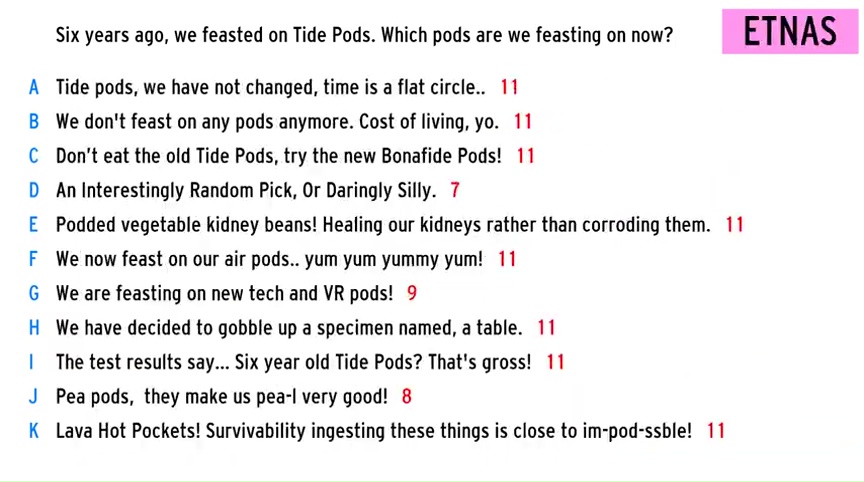 Six years ago, we feasted on Tide Pods. Which pods are we feasting on now?
ETNAS
A Tide pods, we have not changed, time is a flat circle.. 11
B We don't feast on any pods anymore. Cost of living, yo. 11
C Don't eat the old Tide Pods, try the new Bonafide Pods! 11
D An Interestingly Random Pick, Or Daringly Silly. 7
E Podded vegetable kidney beans! Healing our kidneys rather than corroding them. 11
F We now feast on our air pods.. yum yum yummy yum! 11
G We are feasting on new tech and VR pods! 9
H We have decided to gobble up a specimen named, a table. 11
I The test results say... Six year old Tide Pods? That's gross! 11
J Pea pods, they make us pea-l very good! 8
K Lava Hot Pockets! Survivability ingesting these things is close to im-pod-ssble! 11